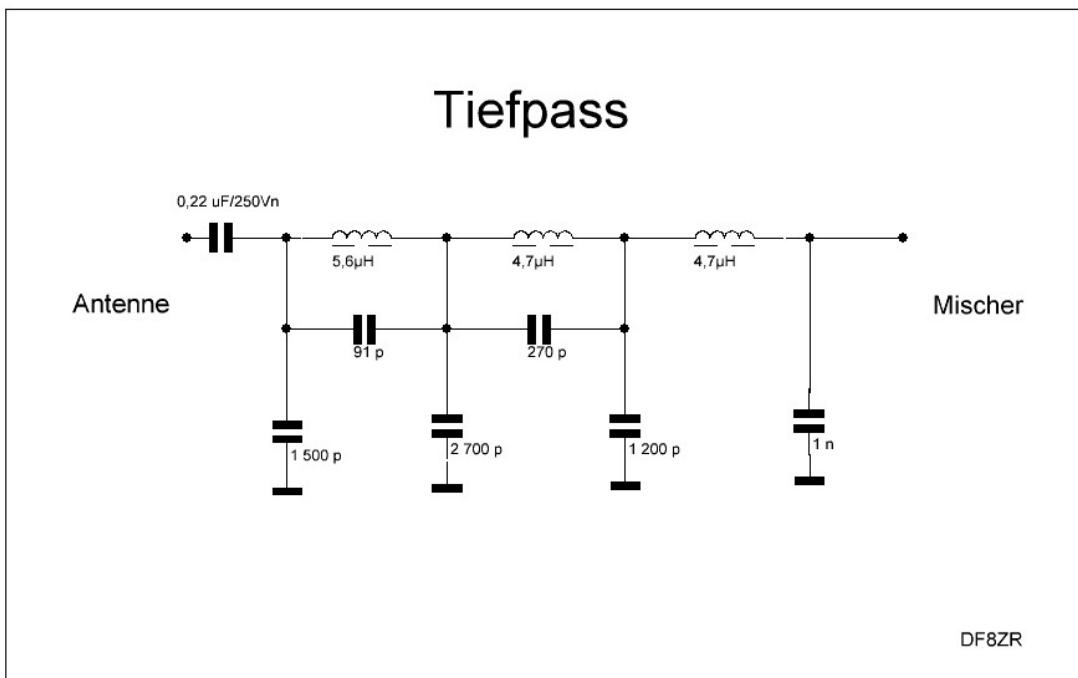 Tiefpass
0,22 uF/250Vn
5,6µH
4,7µH
4,7µH
Antenne
Mischer
91 p
270 p
1 500 p
2 700 p
1 200 p
1 n
DF8ZR